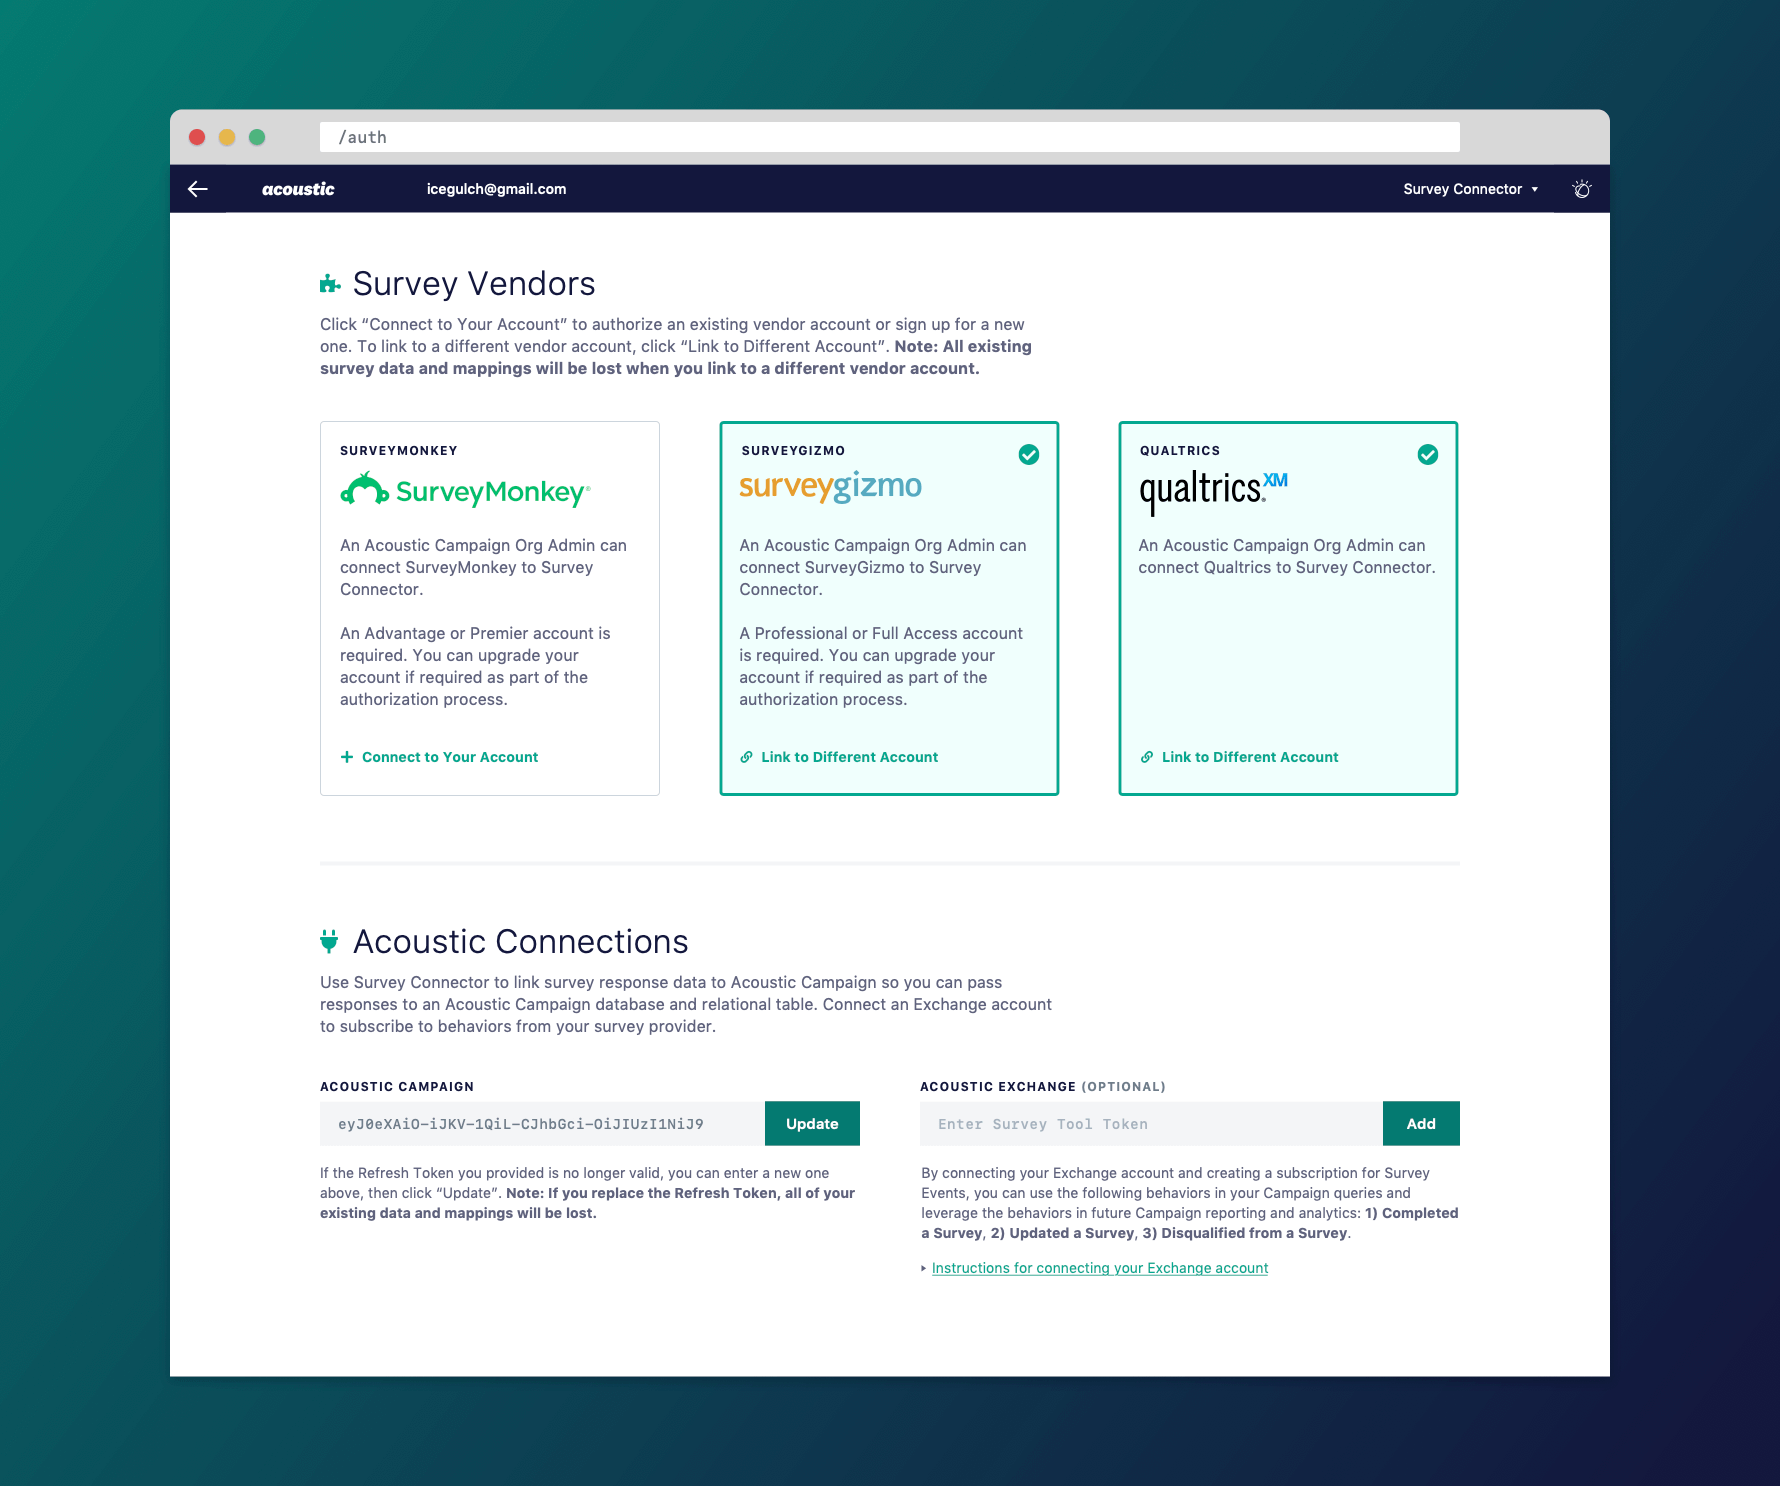 /auth
acoustic
icegulch@gmail.com
Survey Connector
Survey Vendors
Click “Connect to Your Account” to authorize an existing vendor account or sign up for a new
one. To link to a different vendor account, click “Link to Different Account”. Note: All existing
survey data and mappings will be lost when you link to a different vendor account.
SURVEYMONKEY
SurveyMonkey®
An Acoustic Campaign Org Admin can
connect SurveyMonkey to Survey
Connector.
An Advantage or Premier account is
required. You can upgrade your
account if required as part of the
authorization process.
Connect to Your Account
SURVEYGIZMO
surveygizmo
An Acoustic Campaign Org Admin can
connect SurveyGizmo to Survey
Connector.
A Professional or Full Access account
is required. You can upgrade your
account if required as part of the
authorization process.
Link to Different Account
QUALTRICS
qualtrics.XM
An Acoustic Campaign Org Admin can
connect Qualtrics to Survey Connector.
Link to Different Account
Acoustic Connections
Use Survey Connector to link survey response data to Acoustic Campaign so you can pass
responses to an Acoustic Campaign database and relational table. Connect an Exchange account
to subscribe to behaviors from your survey provider.
ACOUSTIC CAMPAIGN
eyJ0eXAiO-iJKV-1QiL-CJhbGci-OiJIUzI1NiJ9
Update
If the Refresh Token you provided is no longer valid, you can enter a new one
above, then click “Update”. Note: If you replace the Refresh Token, all of your
existing data and mappings will be lost.
ACOUSTIC EXCHANGE (OPTIONAL)
Enter Survey Tool Token
Add
By connecting your Exchange account and creating a subscription for Survey
Events, you can use the following behaviors in your Campaign queries and
leverage the behaviors in future Campaign reporting and analytics: 1) Completed
a Survey, 2) Updated a Survey, 3) Disqualified from a Survey.
Instructions for connecting your Exchange account